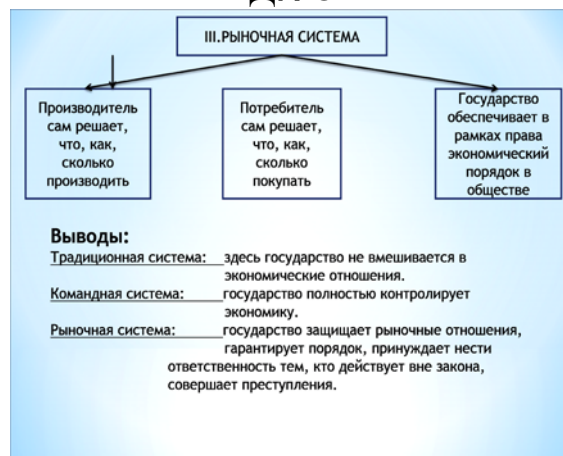 III.РЫНОЧНАЯ СИСТЕМА
Производитель
сам решает,
что, как,
сколько
производить
Потребитель
сам решает,
что, как,
сколько
покупать
Государство
обеспечивает в
рамках права
экономический
порядок в
обществе
Выводы:
Традиционная система: здесь государство не вмешивается в
экономические отношения.
Командная система: государство полностью контролирует
экономику.
Рыночная система: государство защищает рыночные отношения,
гарантирует порядок, принуждает нести
ответственность тем, кто действует вне закона,
совершает преступления.